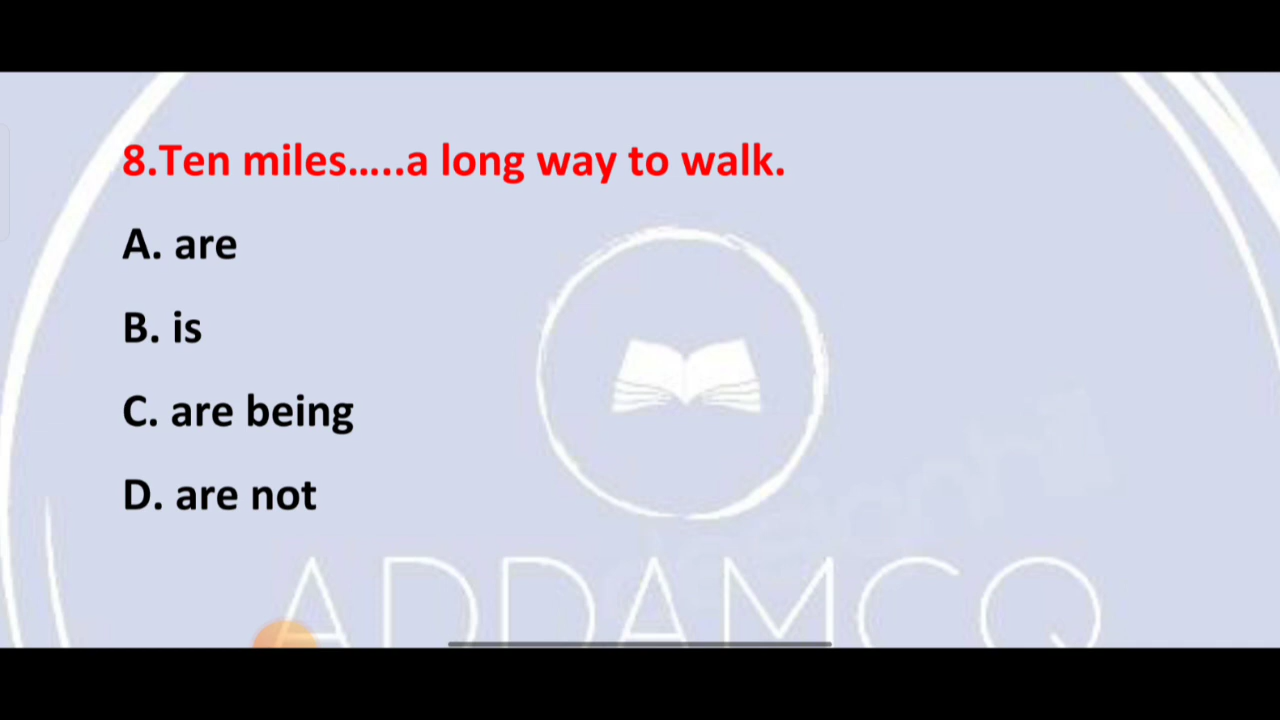 8.Ten miles.....a long way to walk.
A. are
B. is
C. are being
D. are not
ADDAMCQ